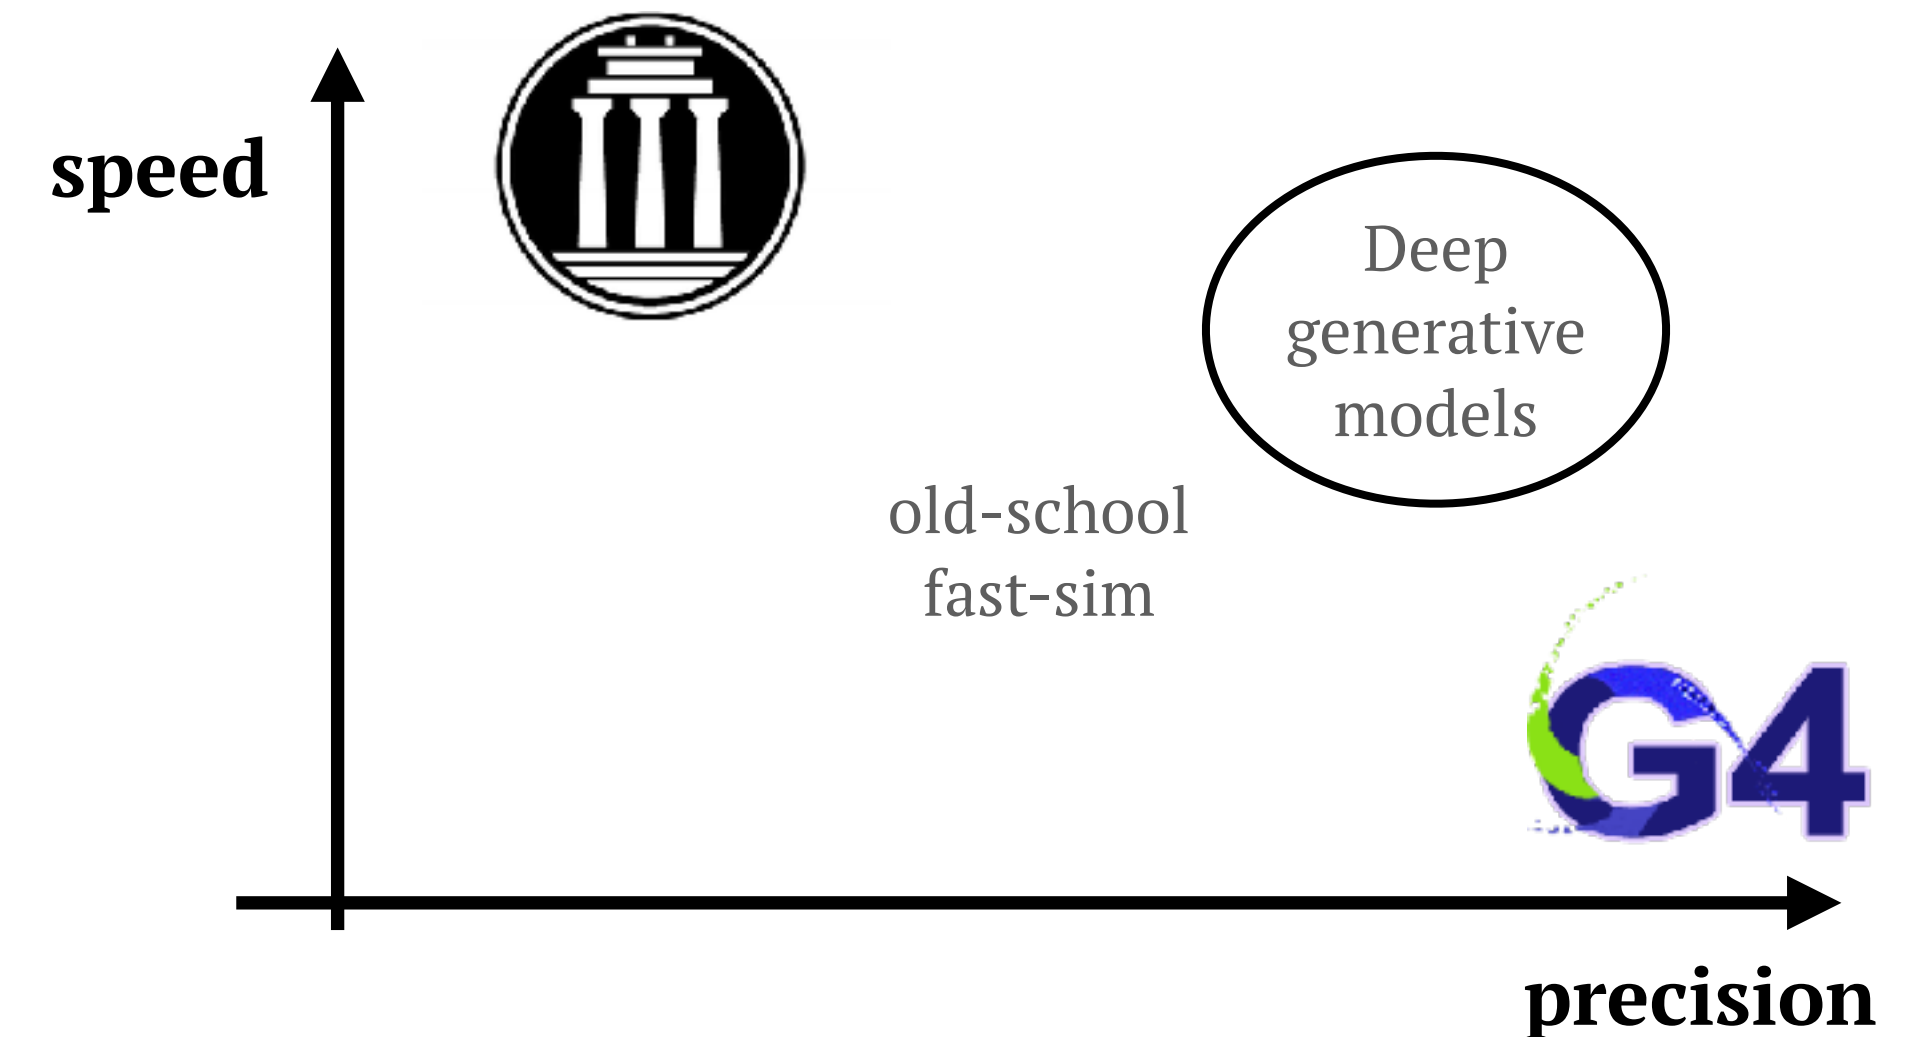 speed
Deep
generative
models
old-school
fast-sim
G4
precision